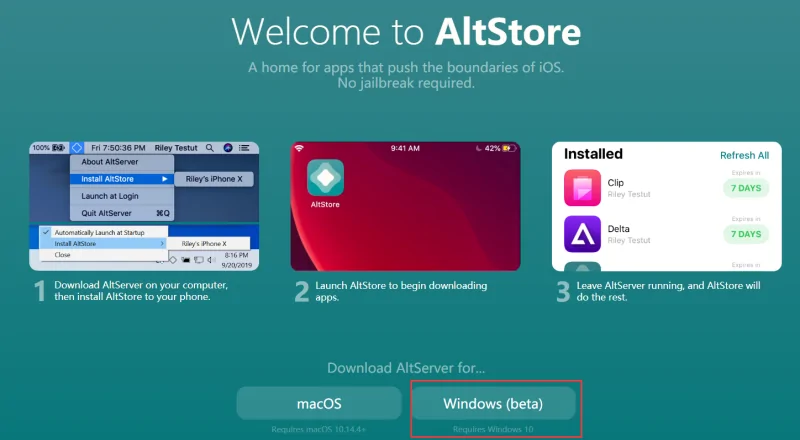 Welcome to AltStore
A home for apps that push the boundaries of iOS.
No jailbreak required.
100% Fri 7:50:36 PM Riley Testut
About AltServer
Install AltStore Riley's iPhone X
Launch at Login
Quit AltServer ⌘Q
Automatically Launch at Startup
Install AltStore Riley's iPhone X
Close
8:16 PM
9/20/2019
1 Download AltServer on your computer,
then install AltStore to your phone.
9:41 AM 42%
AltStore
2 Launch AltStore to begin downloading
apps.
Installed Refresh All
Expires in
Clip
Riley Testut
7 DAYS
Expires in
Delta
Riley Testut
7 DAYS
Expires in
3 Leave AltServer running, and AltStore will
do the rest.
Download AltServer for...
macOS Windows (beta)
Requires macOS 10.14.4+ Requires Windows 10